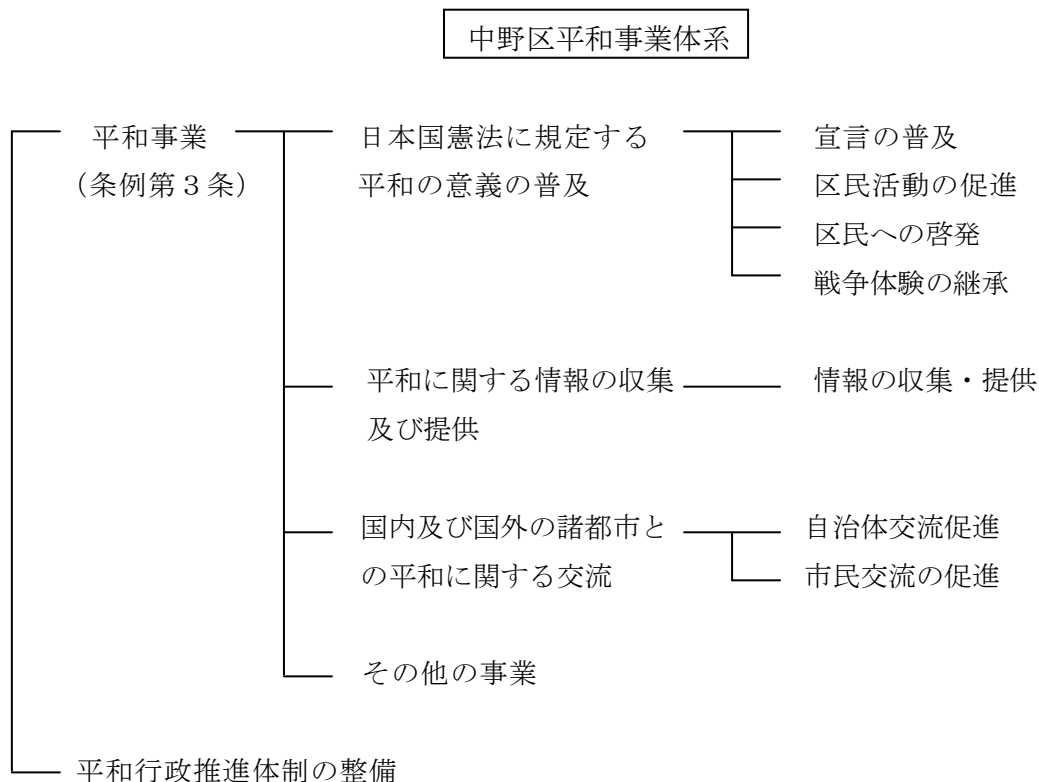 中野区平和事業体系
平和事業
(条例第３条)
日本国憲法に規定する
平和の意義の普及
宣言の普及
区民活動の促進
区民への啓発
戦争体験の継承
平和に関する情報の収集
及び提供
情報の収集・提供
国内及び国外の諸都市と
の平和に関する交流
自治体交流促進
市民交流の促進
その他の事業
平和行政推進体制の整備